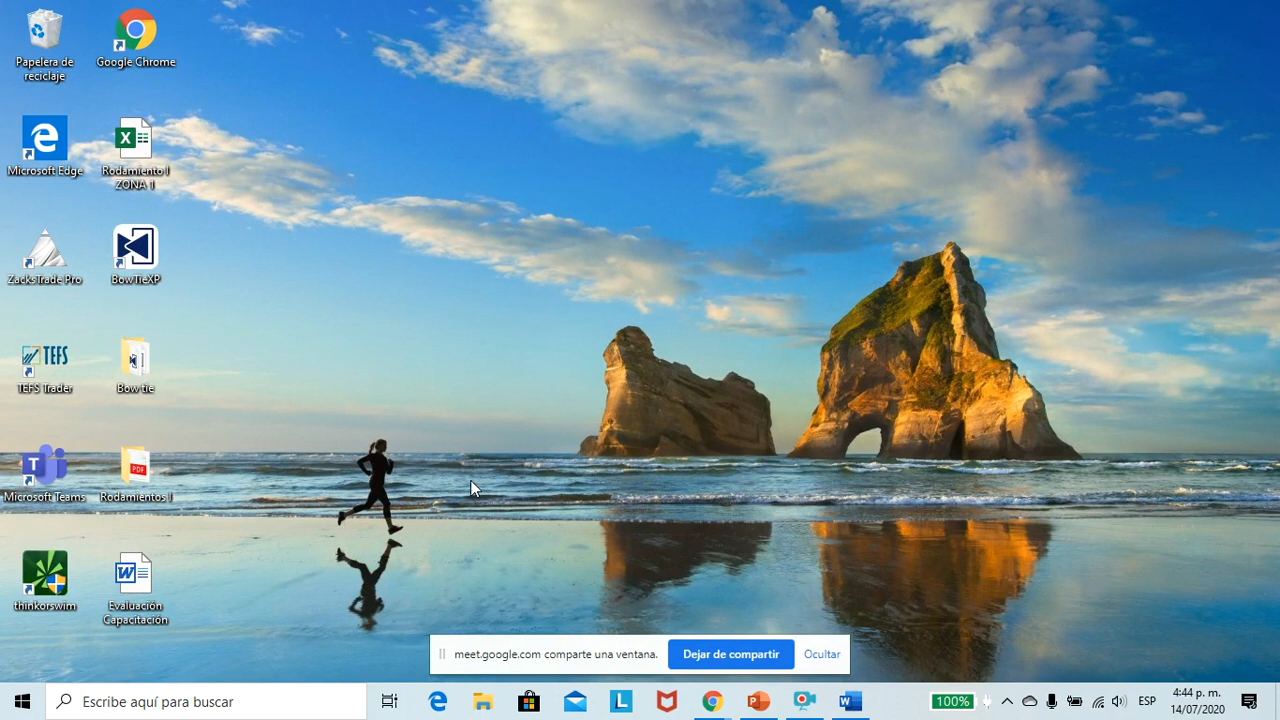 Papelera de
reciclaje
Google Chrome
Microsoft Edge
Rodamiento I
ZONA 1
ZacksTrade Pro
BowTieXP
TEFS
TEFS Trader
Bow tie
Microsoft Teams
PDF
Rodamientos I
thinkorswim
Evaluación
Capacitación
meet.google.com comparte una ventana.
Dejar de compartir
Ocultar
Escribe aquí para buscar
100%
ESP
4:44 p. m.
14/07/2020